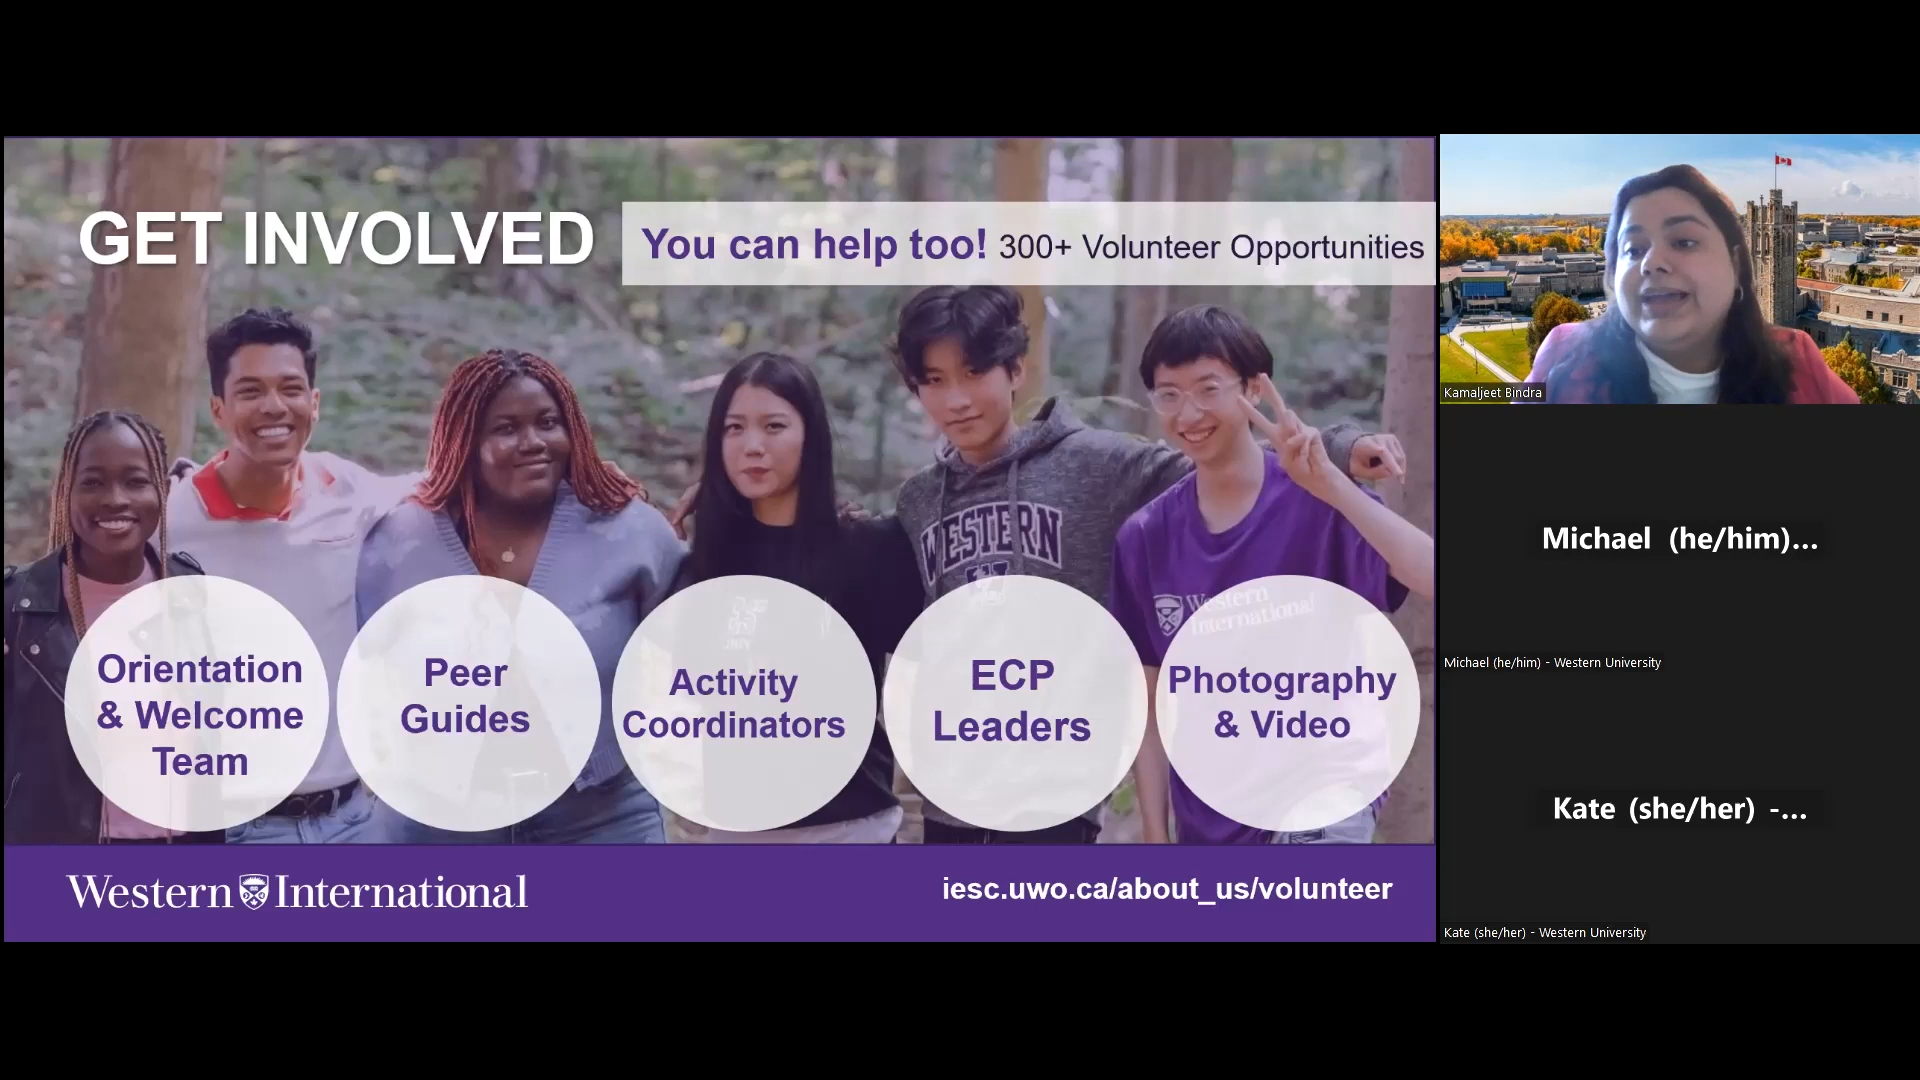 GET INVOLVED
You can help too! 300+ Volunteer Opportunities
WESTERN
W
Western
International
Orientation
& Welcome
Team
Peer
Guides
Activity
Coordinators
ECP
Leaders
Photography
& Video
Western International
iesc.uwo.ca/about_us/volunteer
Kamaljeet Bindra
Michael (he/him)...
Michael (he/him) - Western University
Kate (she/her) -...
Kate (she/her) - Western University